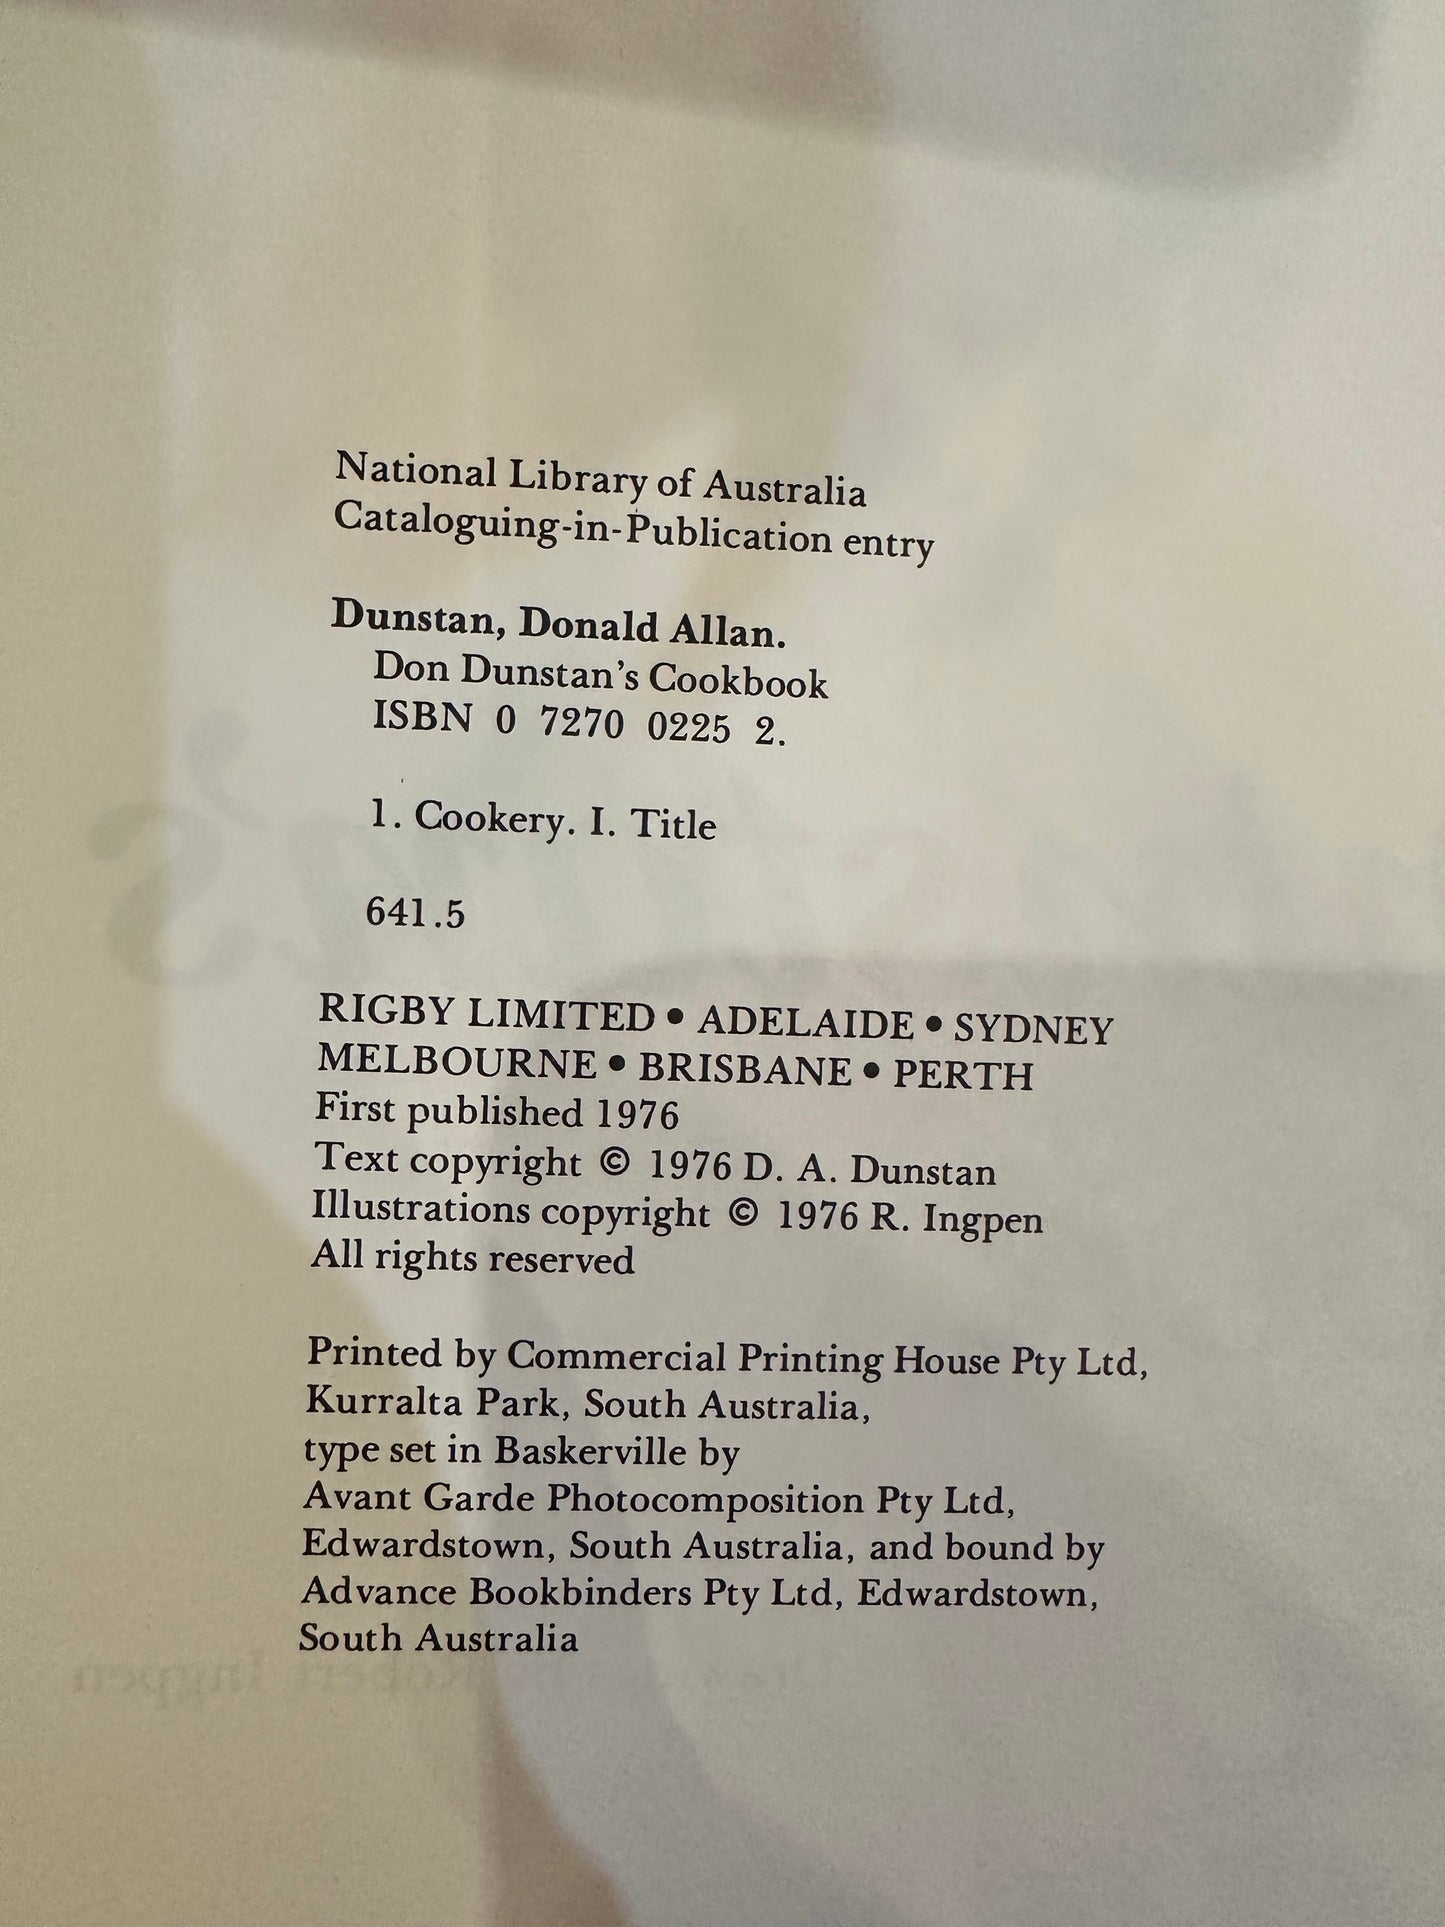 National Library of Australia
Cataloguing-in-Publication entry
Dunstan, Donald Allan.
Don Dunstan's Cookbook
ISBN 0 7270 0225 2.
1. Cookery. I. Title
641.5
RIGBY LIMITED • ADELAIDE • SYDNEY
MELBOURNE • BRISBANE • PERTH
First published 1976
Text copyright © 1976 D. A. Dunstan
Illustrations copyright © 1976 R. Ingpen
All rights reserved
Printed by Commercial Printing House Pty Ltd,
Kurralta Park, South Australia,
type set in Baskerville by
Avant Garde Photocomposition Pty Ltd,
Edwardstown, South Australia, and bound by
Advance Bookbinders Pty Ltd, Edwardstown,
South Australia
Robert Ingpen